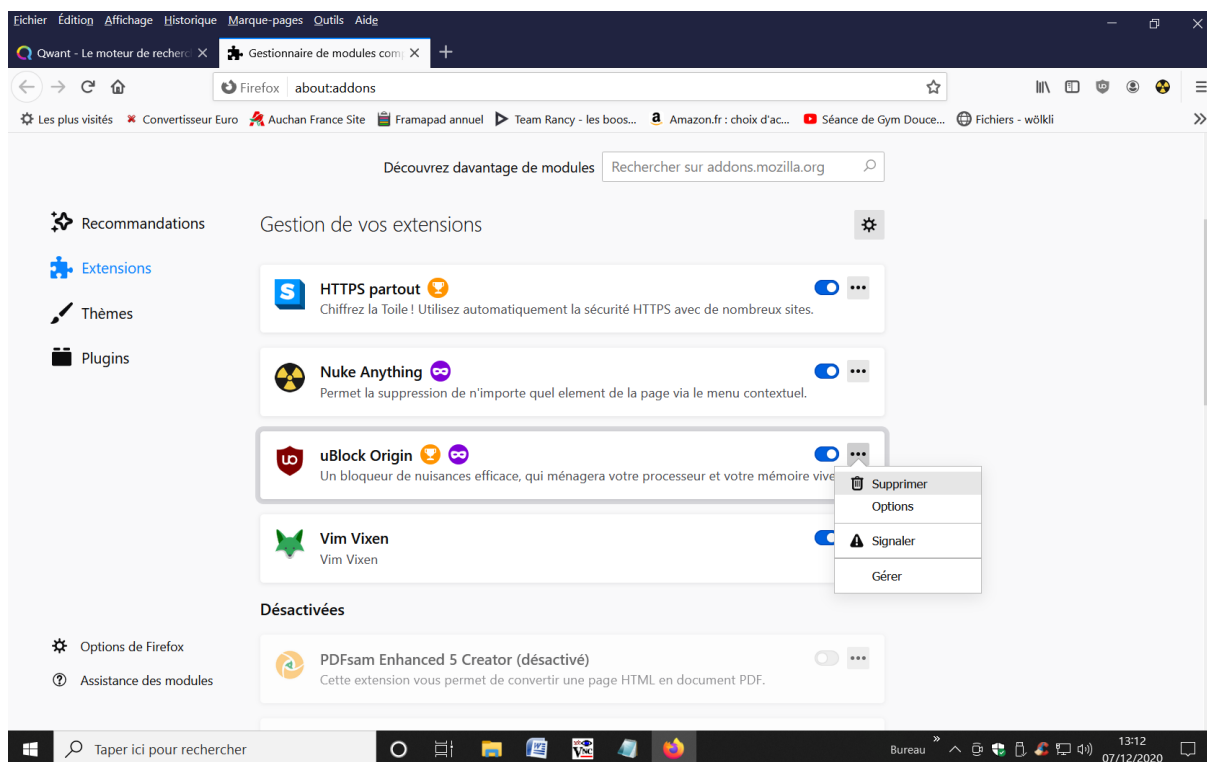 Fichier Édition Affichage Historique Marque-pages Outils Aide
Qwant - Le moteur de recherc Gestionnaire de modules com
Firefox about:addons
Les plus visités Convertisseur Euro Auchan France Site Framapad annuel Team Rancy - les boos... Amazon.fr : choix d'ac... Séance de Gym Douce... Fichiers - wölkli
Découvrez davantage de modules Rechercher sur addons.mozilla.org
Recommandations
Extensions
Thèmes
Plugins
Gestion de vos extensions
HTTPS partout
Chiffrez la Toile ! Utilisez automatiquement la sécurité HTTPS avec de nombreux sites.
Nuke Anything
Permet la suppression de n'importe quel element de la page via le menu contextuel.
uBlock Origin
Un bloqueur de nuisances efficace, qui ménagera votre processeur et votre mémoire vive
Supprimer
Options
Signaler
Gérer
Vim Vixen
Vim Vixen
Désactivées
PDFsam Enhanced 5 Creator (désactivé)
Cette extension vous permet de convertir une page HTML en document PDF.
Options de Firefox
Assistance des modules
Taper ici pour rechercher
Bureau
13:12
07/12/2020